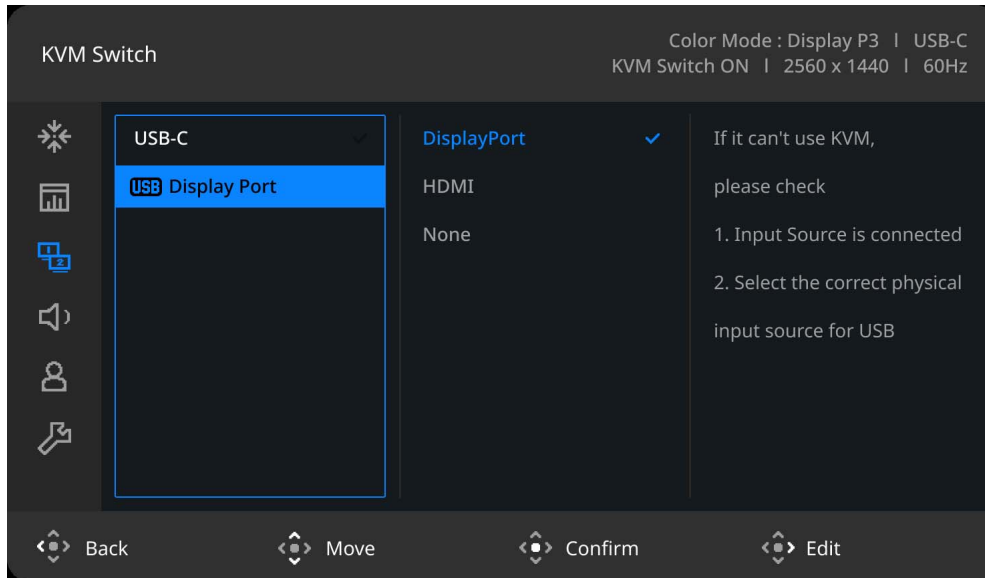 KVM Switch
Color Mode : Display P3 I USB-C
KVM Switch ON I 2560 x 1440 I 60Hz
1
2
USB-C
USB Display Port
DisplayPort
HDMI
None
If it can't use KVM,
please check
1. Input Source is connected
2. Select the correct physical
input source for USB
Back
Move
Confirm
Edit